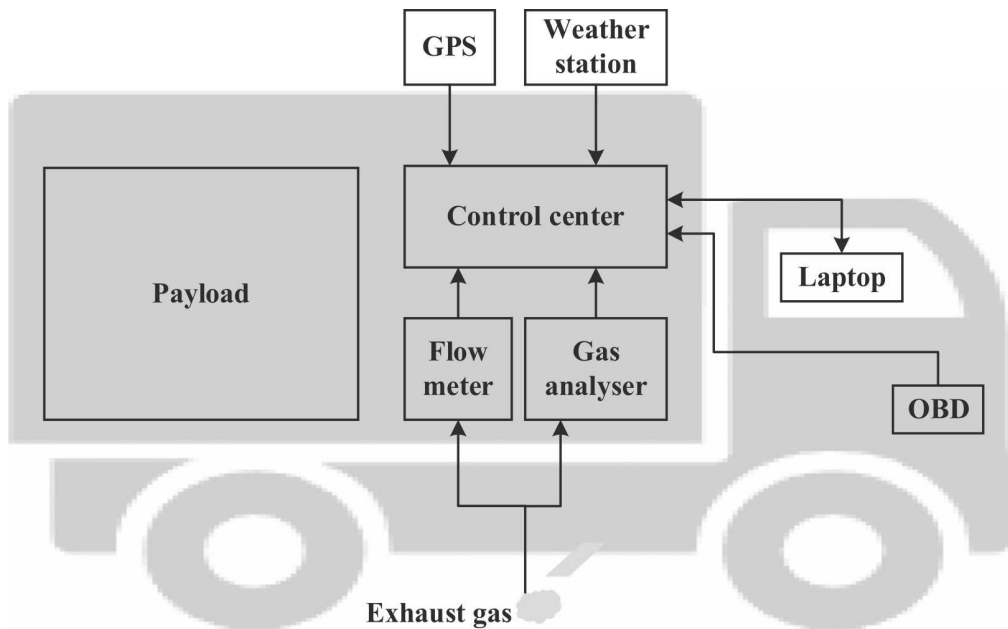 GPS
Weather
station
Control center
Payload
Laptop
Flow
meter
Gas
analyser
OBD
Exhaust gas